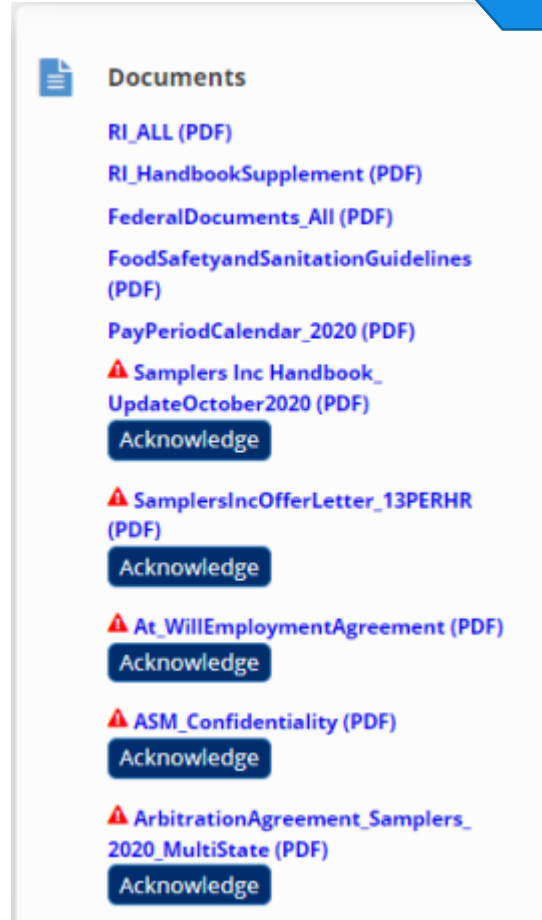 Documents
RI_ALL (PDF)
RI_HandbookSupplement (PDF)
FederalDocuments_All (PDF)
FoodSafetyandSanitationGuidelines
(PDF)
PayPeriodCalendar_2020 (PDF)
Samplers Inc Handbook_
UpdateOctober2020 (PDF)
Acknowledge
SamplersIncOfferLetter_13PERHR
(PDF)
Acknowledge
At_WillEmploymentAgreement (PDF)
Acknowledge
ASM_Confidentiality (PDF)
Acknowledge
ArbitrationAgreement_Samplers_
2020_MultiState (PDF)
Acknowledge